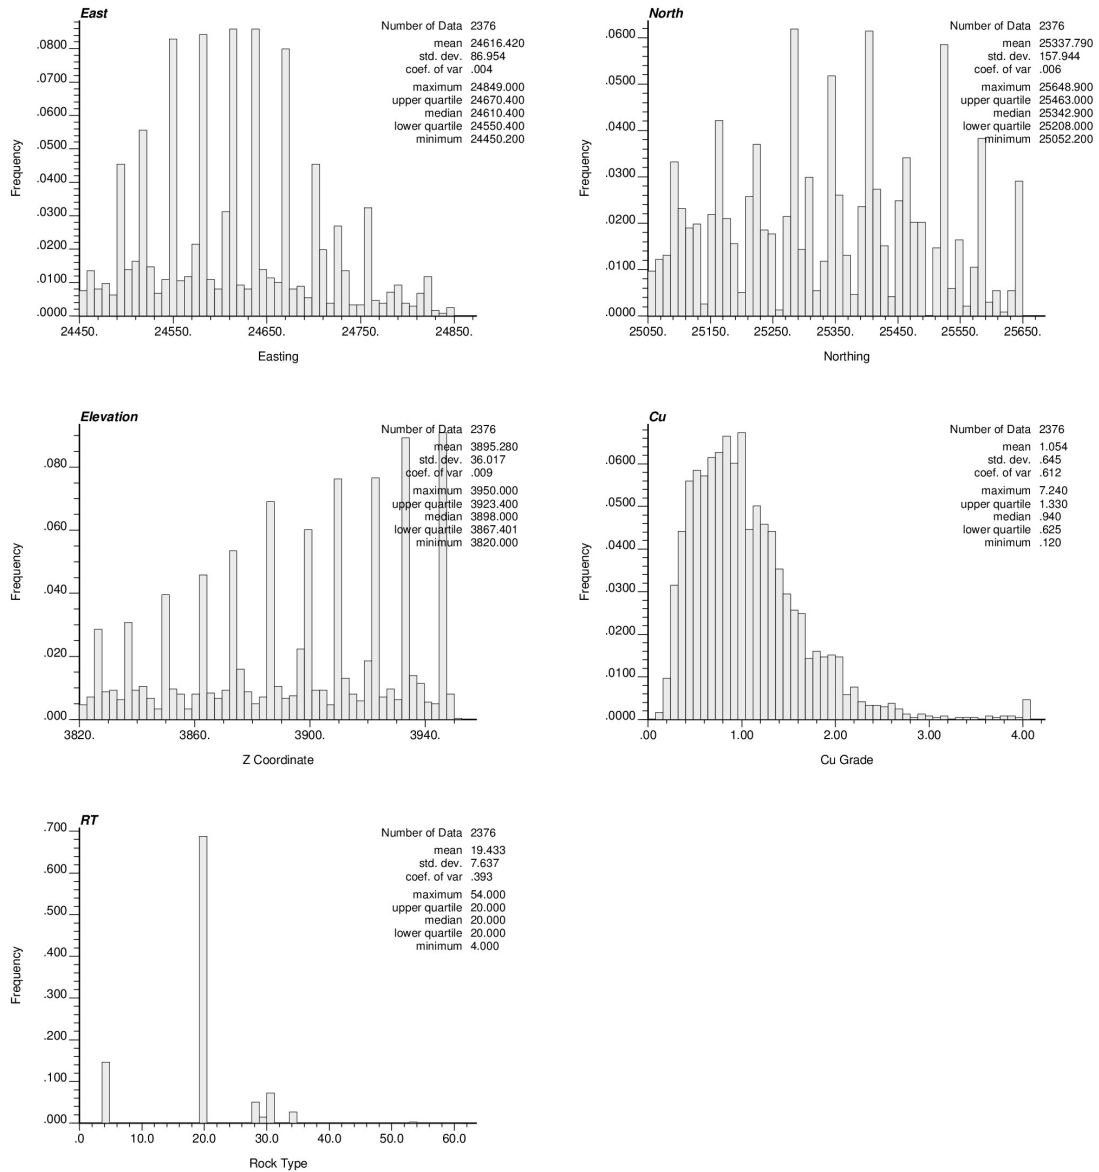 East
Number of Data 2376
mean 24616.420
std. dev. 86.954
coef. of var .004
maximum 24849.000
upper quartile 24670.400
median 24610.400
lower quartile 24550.400
minimum 24450.200
Frequency
.0800
.0700
.0600
.0500
.0400
.0300
.0200
.0100
.0000
24450. 24550. 24650. 24750. 24850.
Easting
North
Number of Data 2376
mean 25337.790
std. dev. 157.944
coef. of var .006
maximum 25648.900
upper quartile 25463.000
median 25342.900
lower quartile 25208.000
minimum 25052.200
Frequency
.0600
.0500
.0400
.0300
.0200
.0100
.0000
25050. 25150. 25250. 25350. 25450. 25550. 25650.
Northing
Elevation
Number of Data 2376
mean 3895.280
std. dev. 36.017
coef. of var .009
maximum 3950.000
upper quartile 3923.400
median 3898.000
lower quartile 3867.401
minimum 3820.000
Frequency
.080
.060
.040
.020
.000
3820. 3860. 3900. 3940.
Z Coordinate
Cu
Number of Data 2376
mean 1.054
std. dev. .645
coef. of var .612
maximum 7.240
upper quartile 1.330
median .940
lower quartile .625
minimum .120
Frequency
.0600
.0500
.0400
.0300
.0200
.0100
.0000
.00 1.00 2.00 3.00 4.00
Cu Grade
RT
Number of Data 2376
mean 19.433
std. dev. 7.637
coef. of var .393
maximum 54.000
upper quartile 20.000
median 20.000
lower quartile 20.000
minimum 4.000
Frequency
.700
.600
.500
.400
.300
.200
.100
.000
.0 10.0 20.0 30.0 40.0 50.0 60.0
Rock Type